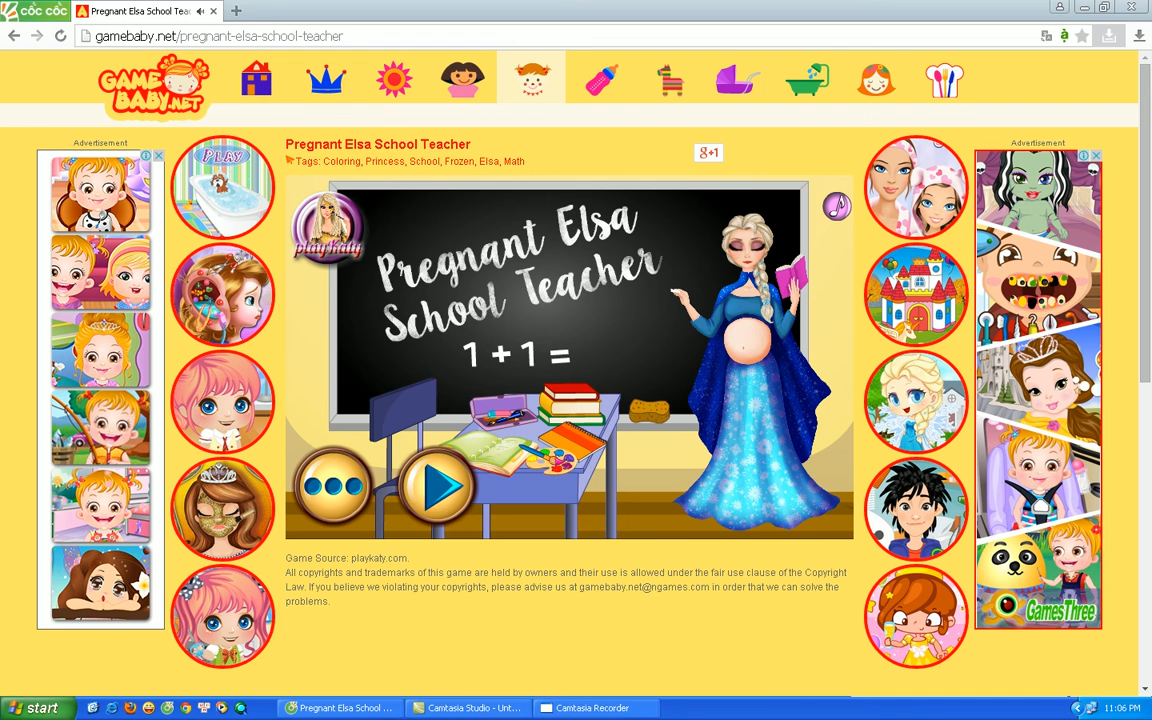 cốc cốc
Pregnant Elsa School Teac
gamebaby.net/pregnant-elsa-school-teacher
GAME
BABY.NET
Advertisement
PLAY
Pregnant Elsa School Teacher
Tags: Coloring, Princess, School, Frozen, Elsa, Math
g+1
Advertisement
playkaty
Pregnant Elsa
School Teacher
1 + 1 =
GamesThree
Game Source: playkaty.com.
All copyrights and trademarks of this game are held by owners and their use is allowed under the fair use clause of the Copyright
Law. If you believe we violating your copyrights, please advise us at gamebaby.net@ngames.com in order that we can solve the
problems.
start
Pregnant Elsa School ...
Camtasia Studio - Unt...
Camtasia Recorder
11:06 PM